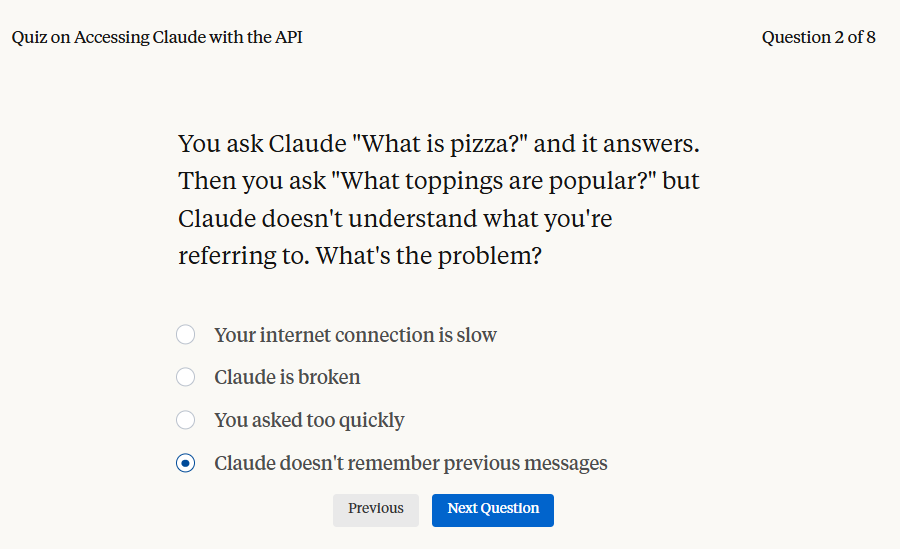 Quiz on Accessing Claude with the API
Question 2 of 8
You ask Claude "What is pizza?" and it answers.
Then you ask "What toppings are popular?" but
Claude doesn't understand what you're
referring to. What's the problem?
Your internet connection is slow
Claude is broken
You asked too quickly
Claude doesn't remember previous messages
Previous
Next Question